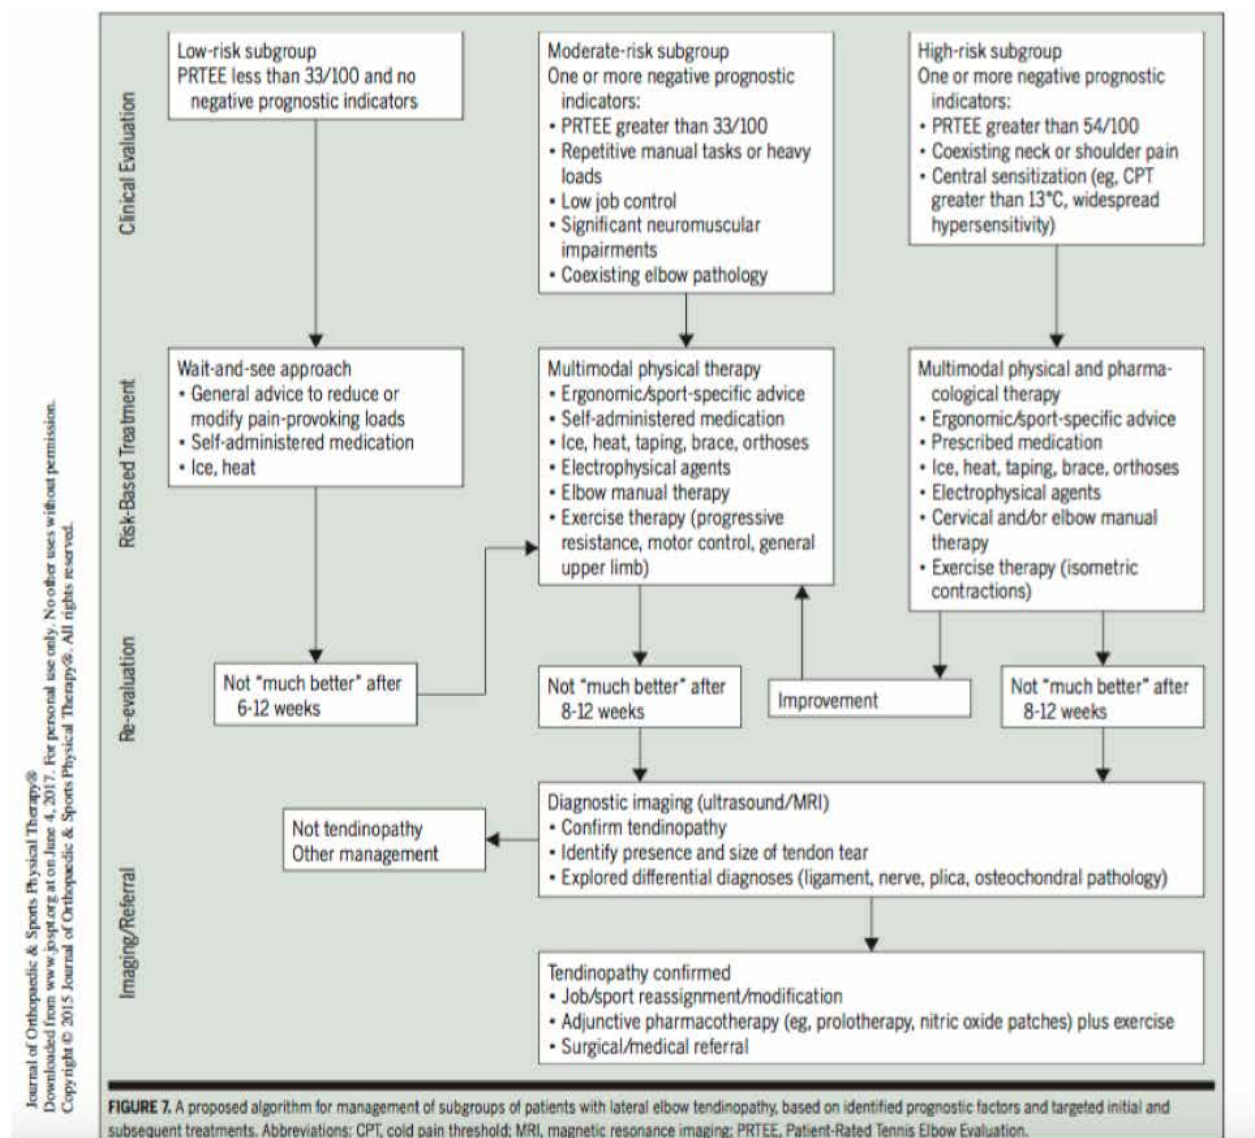 Low-risk subgroup
PRTEE less than 33/100 and no
negative prognostic indicators
Moderate-risk subgroup
One or more negative prognostic
indicators:
• PRTEE greater than 33/100
• Repetitive manual tasks or heavy
loads
• Low job control
• Significant neuromuscular
impairments
• Coexisting elbow pathology
High-risk subgroup
One or more negative prognostic
indicators:
• PRTEE greater than 54/100
• Coexisting neck or shoulder pain
• Central sensitization (eg, CPT
greater than 13°C, widespread
hypersensitivity)
Clinical Evaluation
Wait-and-see approach
• General advice to reduce or
modify pain-provoking loads
• Self-administered medication
• Ice, heat
Multimodal physical therapy
• Ergonomic/sport-specific advice
• Self-administered medication
• Ice, heat, taping, brace, orthoses
• Electrophysical agents
• Elbow manual therapy
• Exercise therapy (progressive
resistance, motor control, general
upper limb)
Multimodal physical and pharma-
cological therapy
• Ergonomic/sport-specific advice
• Prescribed medication
• Ice, heat, taping, brace, orthoses
• Electrophysical agents
• Cervical and/or elbow manual
therapy
• Exercise therapy (isometric
contractions)
Risk-Based Treatment
Not "much better" after
6-12 weeks
Not "much better" after
8-12 weeks
Improvement
Not "much better" after
8-12 weeks
Re-evaluation
Diagnostic imaging (ultrasound/MRI)
• Confirm tendinopathy
• Identify presence and size of tendon tear
• Explored differential diagnoses (ligament, nerve, plica, osteochondral pathology)
Not tendinopathy
Other management
Tendinopathy confirmed
• Job/sport reassignment/modification
• Adjunctive pharmacotherapy (eg, prolotherapy, nitric oxide patches) plus exercise
• Surgical/medical referral
Imaging/Referral
FIGURE 7. A proposed algorithm for management of subgroups of patients with lateral elbow tendinopathy, based on identified prognostic factors and targeted initial and
subsequent treatments. Abbreviations: CPT, cold pain threshold; MRI, magnetic resonance imaging; PRTEE, Patient-Rated Tennis Elbow Evaluation.
Journal of Orthopaedic & Sports Physical Therapy®
Downloaded from www.jospt.org at on June 4, 2017. For personal use only. No other uses without permission.
Copyright © 2015 Journal of Orthopaedic & Sports Physical Therapy®. All rights reserved.